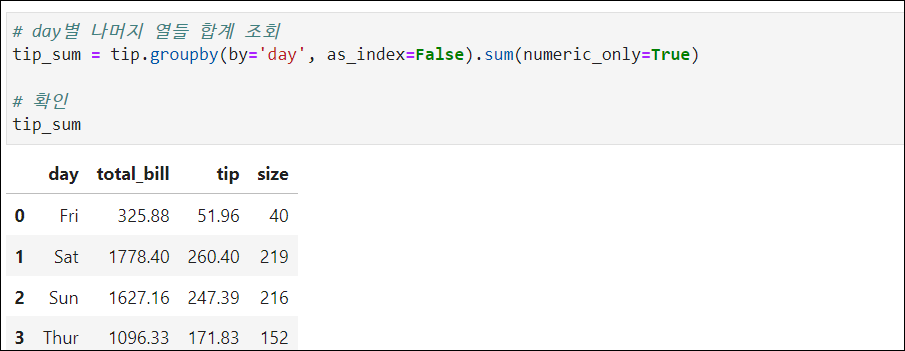 # day별 나머지 열들 합계 조회
tip_sum = tip.groupby(by='day', as_index=False).sum(numeric_only=True)
# 확인
tip_sum
day total_bill tip size
0 Fri 325.88 51.96 40
1 Sat 1778.40 260.40 219
2 Sun 1627.16 247.39 216
3 Thur 1096.33 171.83 152